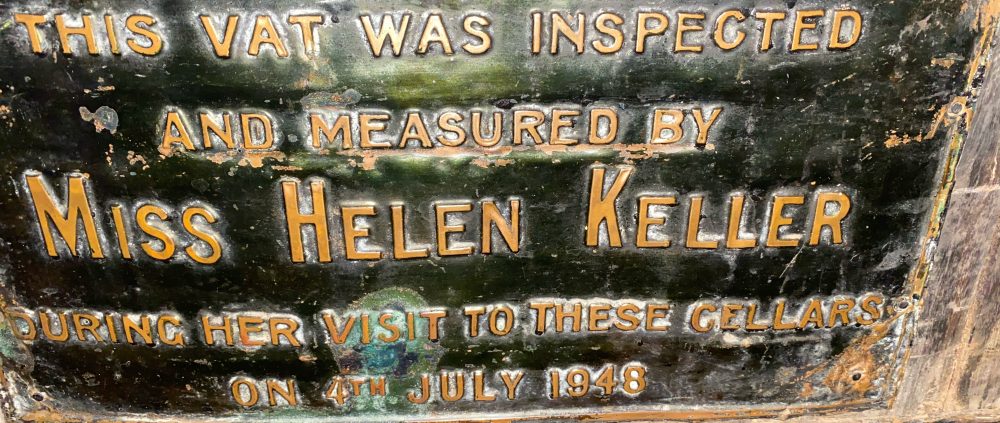 THIS VAT WAS INSPECTED
AND MEASURED BY
MISS HELEN KELLER
DURING HER VISIT TO THESE CELLARS
ON 4TH JULY 1948